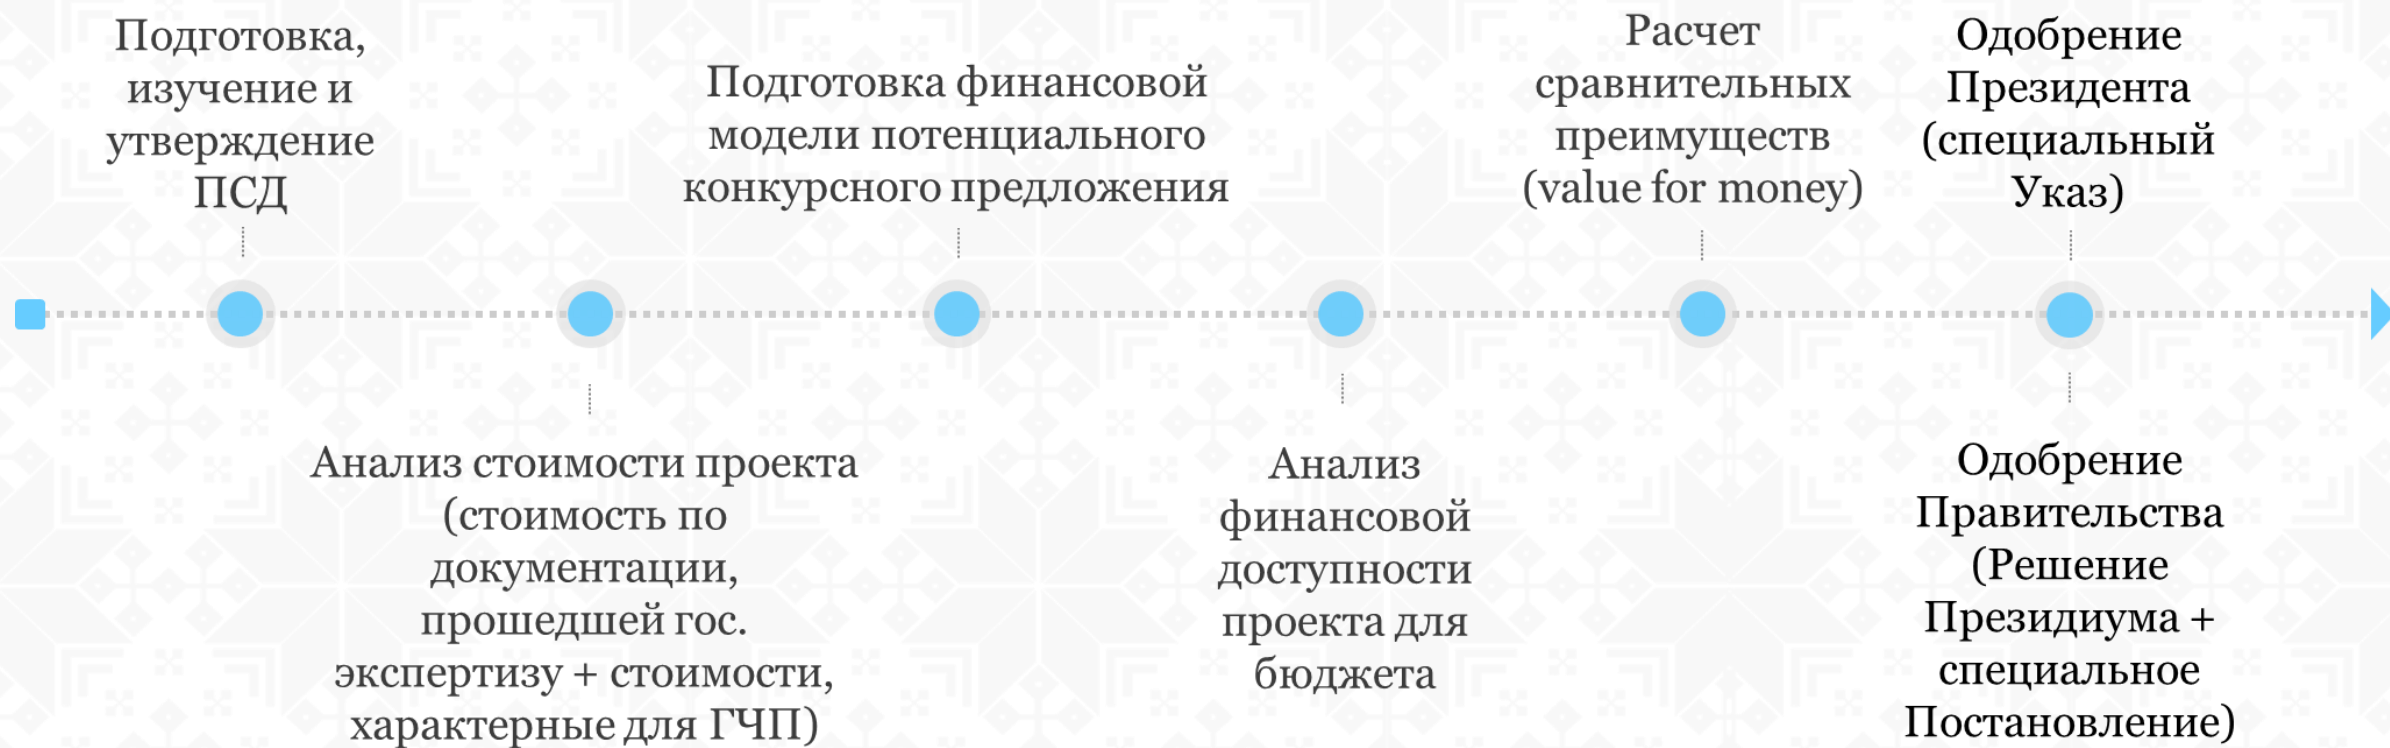 Подготовка,
изучение и
утверждение
ПСД
Анализ стоимости проекта
(стоимость по
документации,
прошедшей гос.
экспертизу + стоимости,
характерные для ГЧП)
Подготовка финансовой
модели потенциального
конкурсного предложения
Анализ
финансовой
доступности
проекта для
бюджета
Расчет
сравнительных
преимуществ
(value for money)
Одобрение
Президента
(специальный
Указ)
Одобрение
Правительства
(Решение
Президиума +
специальное
Постановление)